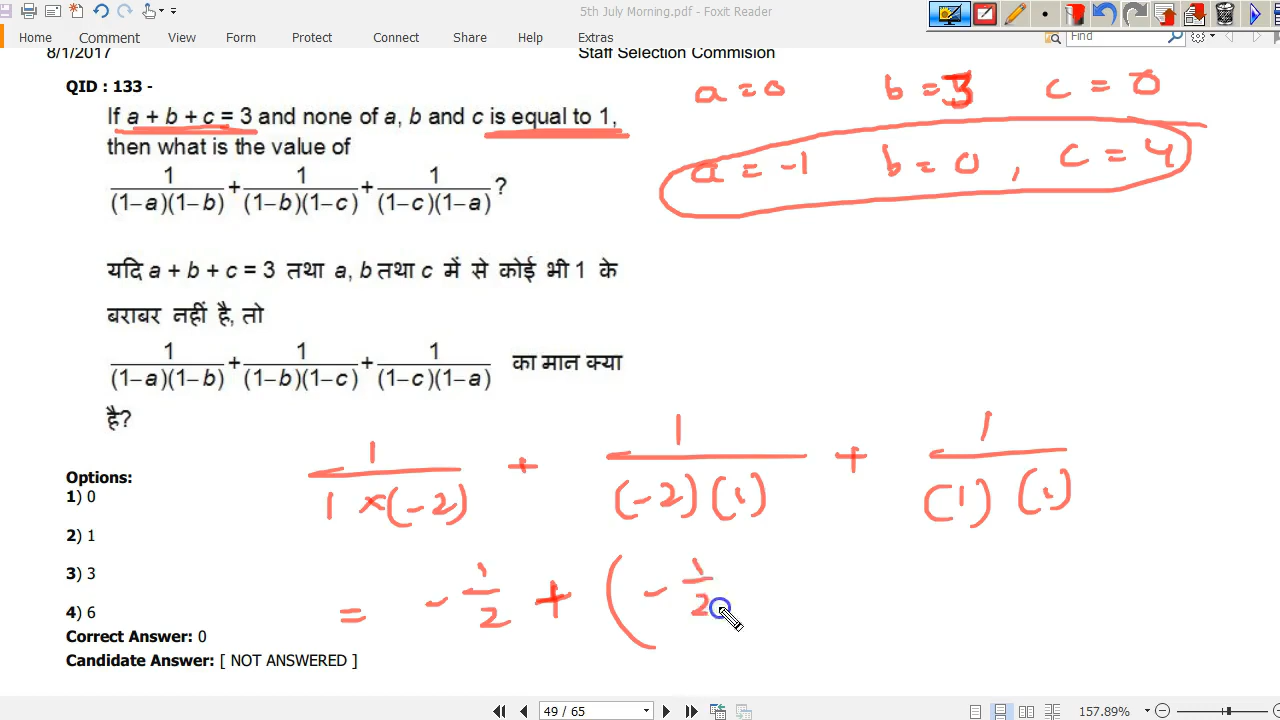 5th July Morning.pdf - Foxit Reader
Home Comment View Form Protect Connect Share Help Extras
Find
8/1/2017 Staff Selection Commision
QID : 133 -
If a + b + c = 3 and none of a, b and c is equal to 1,
then what is the value of
1/((1−a)(1−b)) + 1/((1−b)(1−c)) + 1/((1−c)(1−a)) ?
यदि a + b + c = 3 तथा a, b तथा c में से कोई भी 1 के
बराबर नहीं है, तो
1/((1−a)(1−b)) + 1/((1−b)(1−c)) + 1/((1−c)(1−a)) का मान क्या
है?
a = 0 b = 3 c = 0
a = -1 b = 0 , c = 4
1/(1 × (-2)) + 1/((-2)(1)) + 1/((1)(1))
= - 1/2 + ( - 1/2
Options:
1) 0
2) 1
3) 3
4) 6
Correct Answer: 0
Candidate Answer: [ NOT ANSWERED ]
49 / 65 157.89%